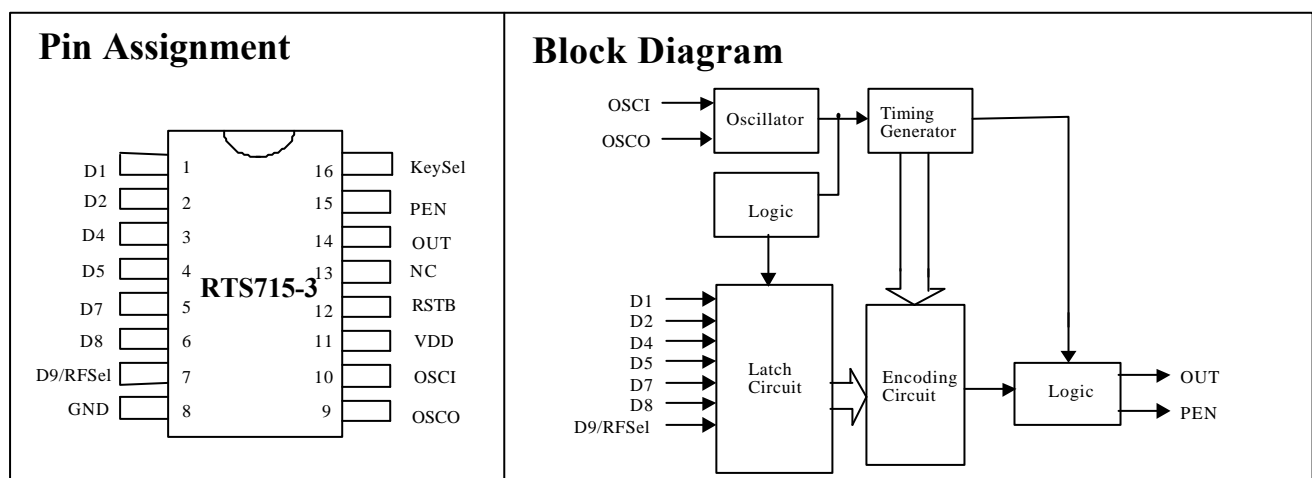 Pin Assignment
D1
D2
D4
D5
D7
D8
D9/RFSel
GND
1
2
3
4
5
6
7
8
RTS715-3
16
15
14
13
12
11
10
9
KeySel
PEN
OUT
NC
RSTB
VDD
OSCI
OSCO
Block Diagram
OSCI
OSCO
Oscillator
Timing
Generator
Logic
D1
D2
D4
D5
D7
D8
D9/RFSel
Latch
Circuit
Encoding
Circuit
Logic
OUT
PEN